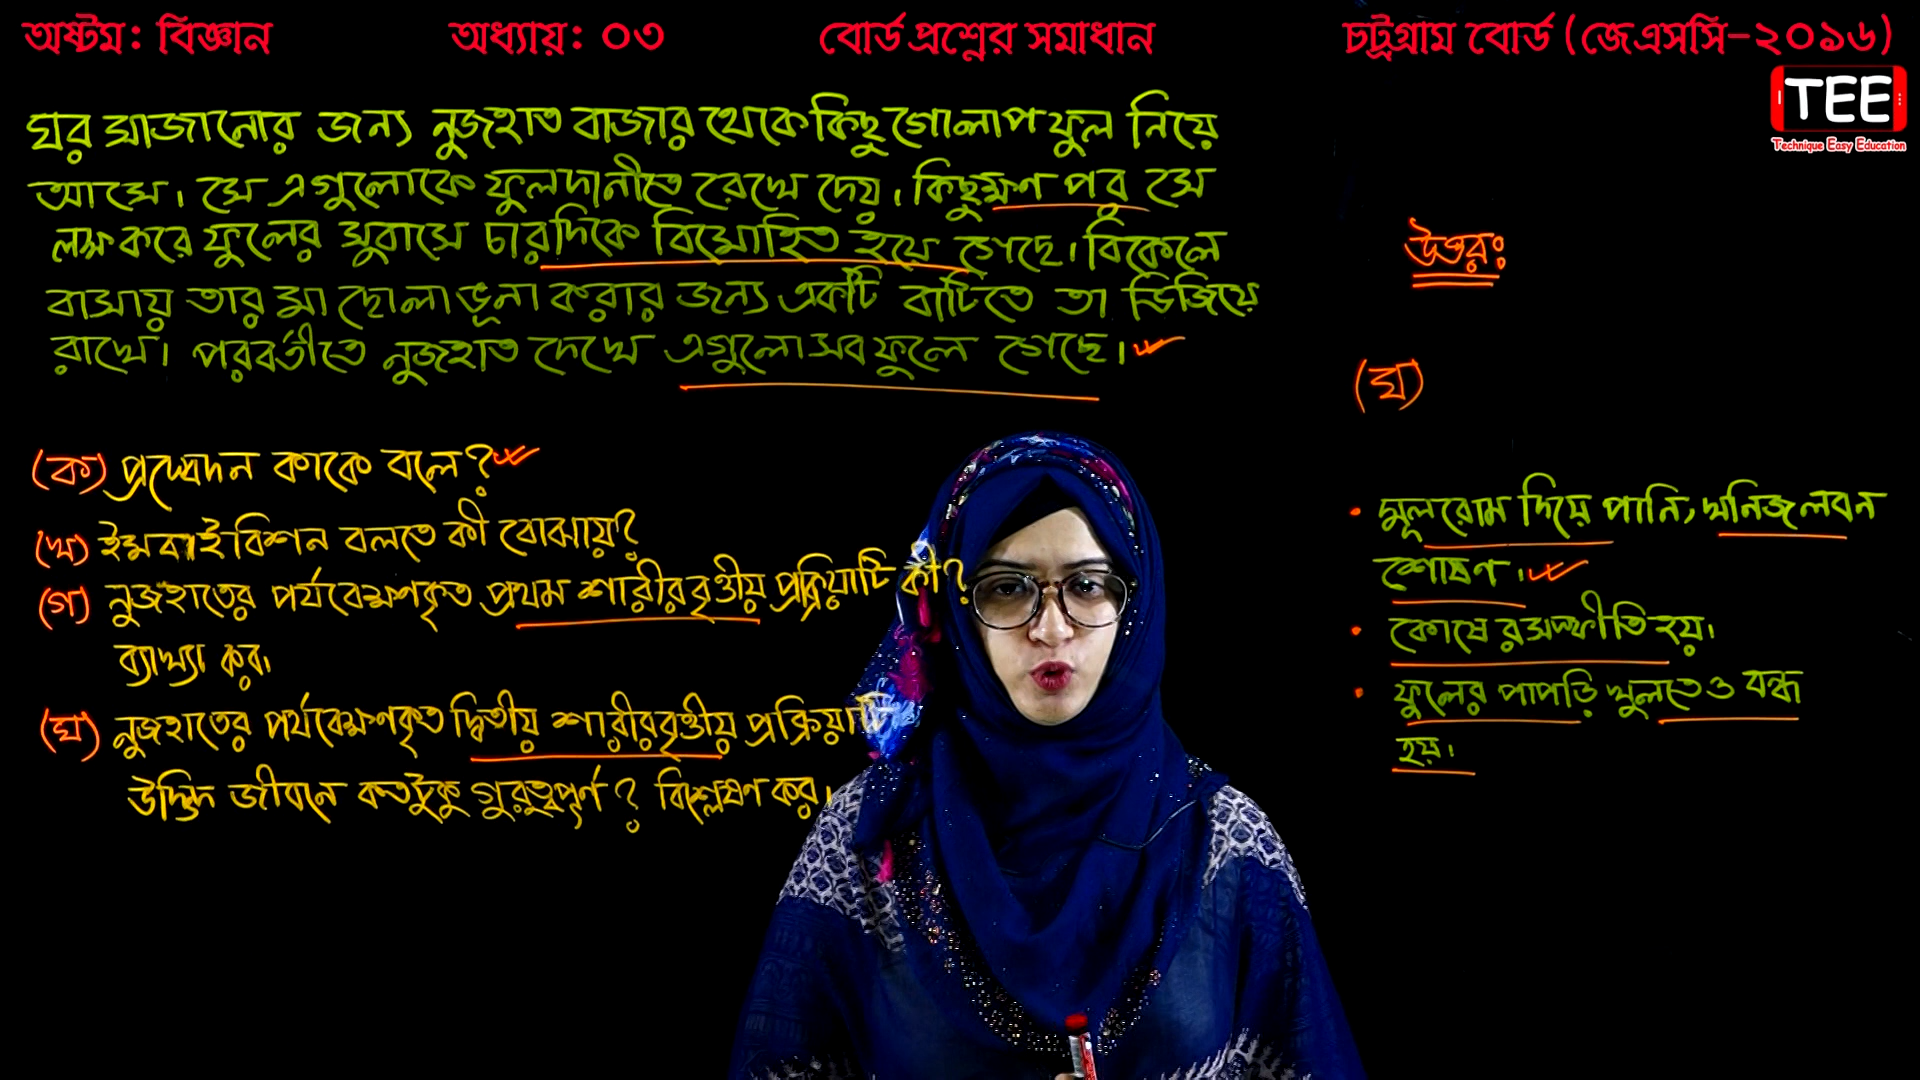 অষ্টম: বিজ্ঞান অধ্যায়: ০৩ বোর্ড প্রশ্নের সমাধান চট্রগ্রাম বোর্ড (জেএসসি-২০১৬)
TEE
Technique Easy Education
ঘর সাজানোর জন্য নুজহাত বাজার থেকে কিছু গোলাপ ফুল নিয়ে
আসে। সে এগুলোকে ফুলদানীতে রেখে দেয়। কিছুক্ষণ পর সে
লক্ষ করে ফুলের সুবাসে চারদিকে বিমোহিত হয়ে গেছে। বিকেলে
বাসায় তার মা ছোলা ভূনা করার জন্য একটি বাটিতে তা ভিজিয়ে
রাখে। পরবর্তীতে নুজহাত দেখে এগুলো সব ফুলে গেছে।
(ক) প্রস্বেদন কাকে বলে?
(খ) ইমবাইবিশন বলতে কী বোঝায়?
(গ) নুজহাতের পর্যবেক্ষণকৃত প্রথম শারীরবৃত্তীয় প্রক্রিয়াটি কী?
ব্যাখ্যা কর।
(ঘ) নুজহাতের পর্যবেক্ষণকৃত দ্বিতীয় শারীরবৃত্তীয় প্রক্রিয়াটি
উদ্ভিদ জীবনে কতটুকু গুরুত্বপূর্ণ? বিশ্লেষণ কর।
উত্তরঃ
(ঘ)
• মূলরোম দিয়ে পানি, খনিজ লবন
শোষণ।
• কোষে রসস্ফীতি হয়।
• ফুলের পাপড়ি খুলতেও বন্ধ
হয়।